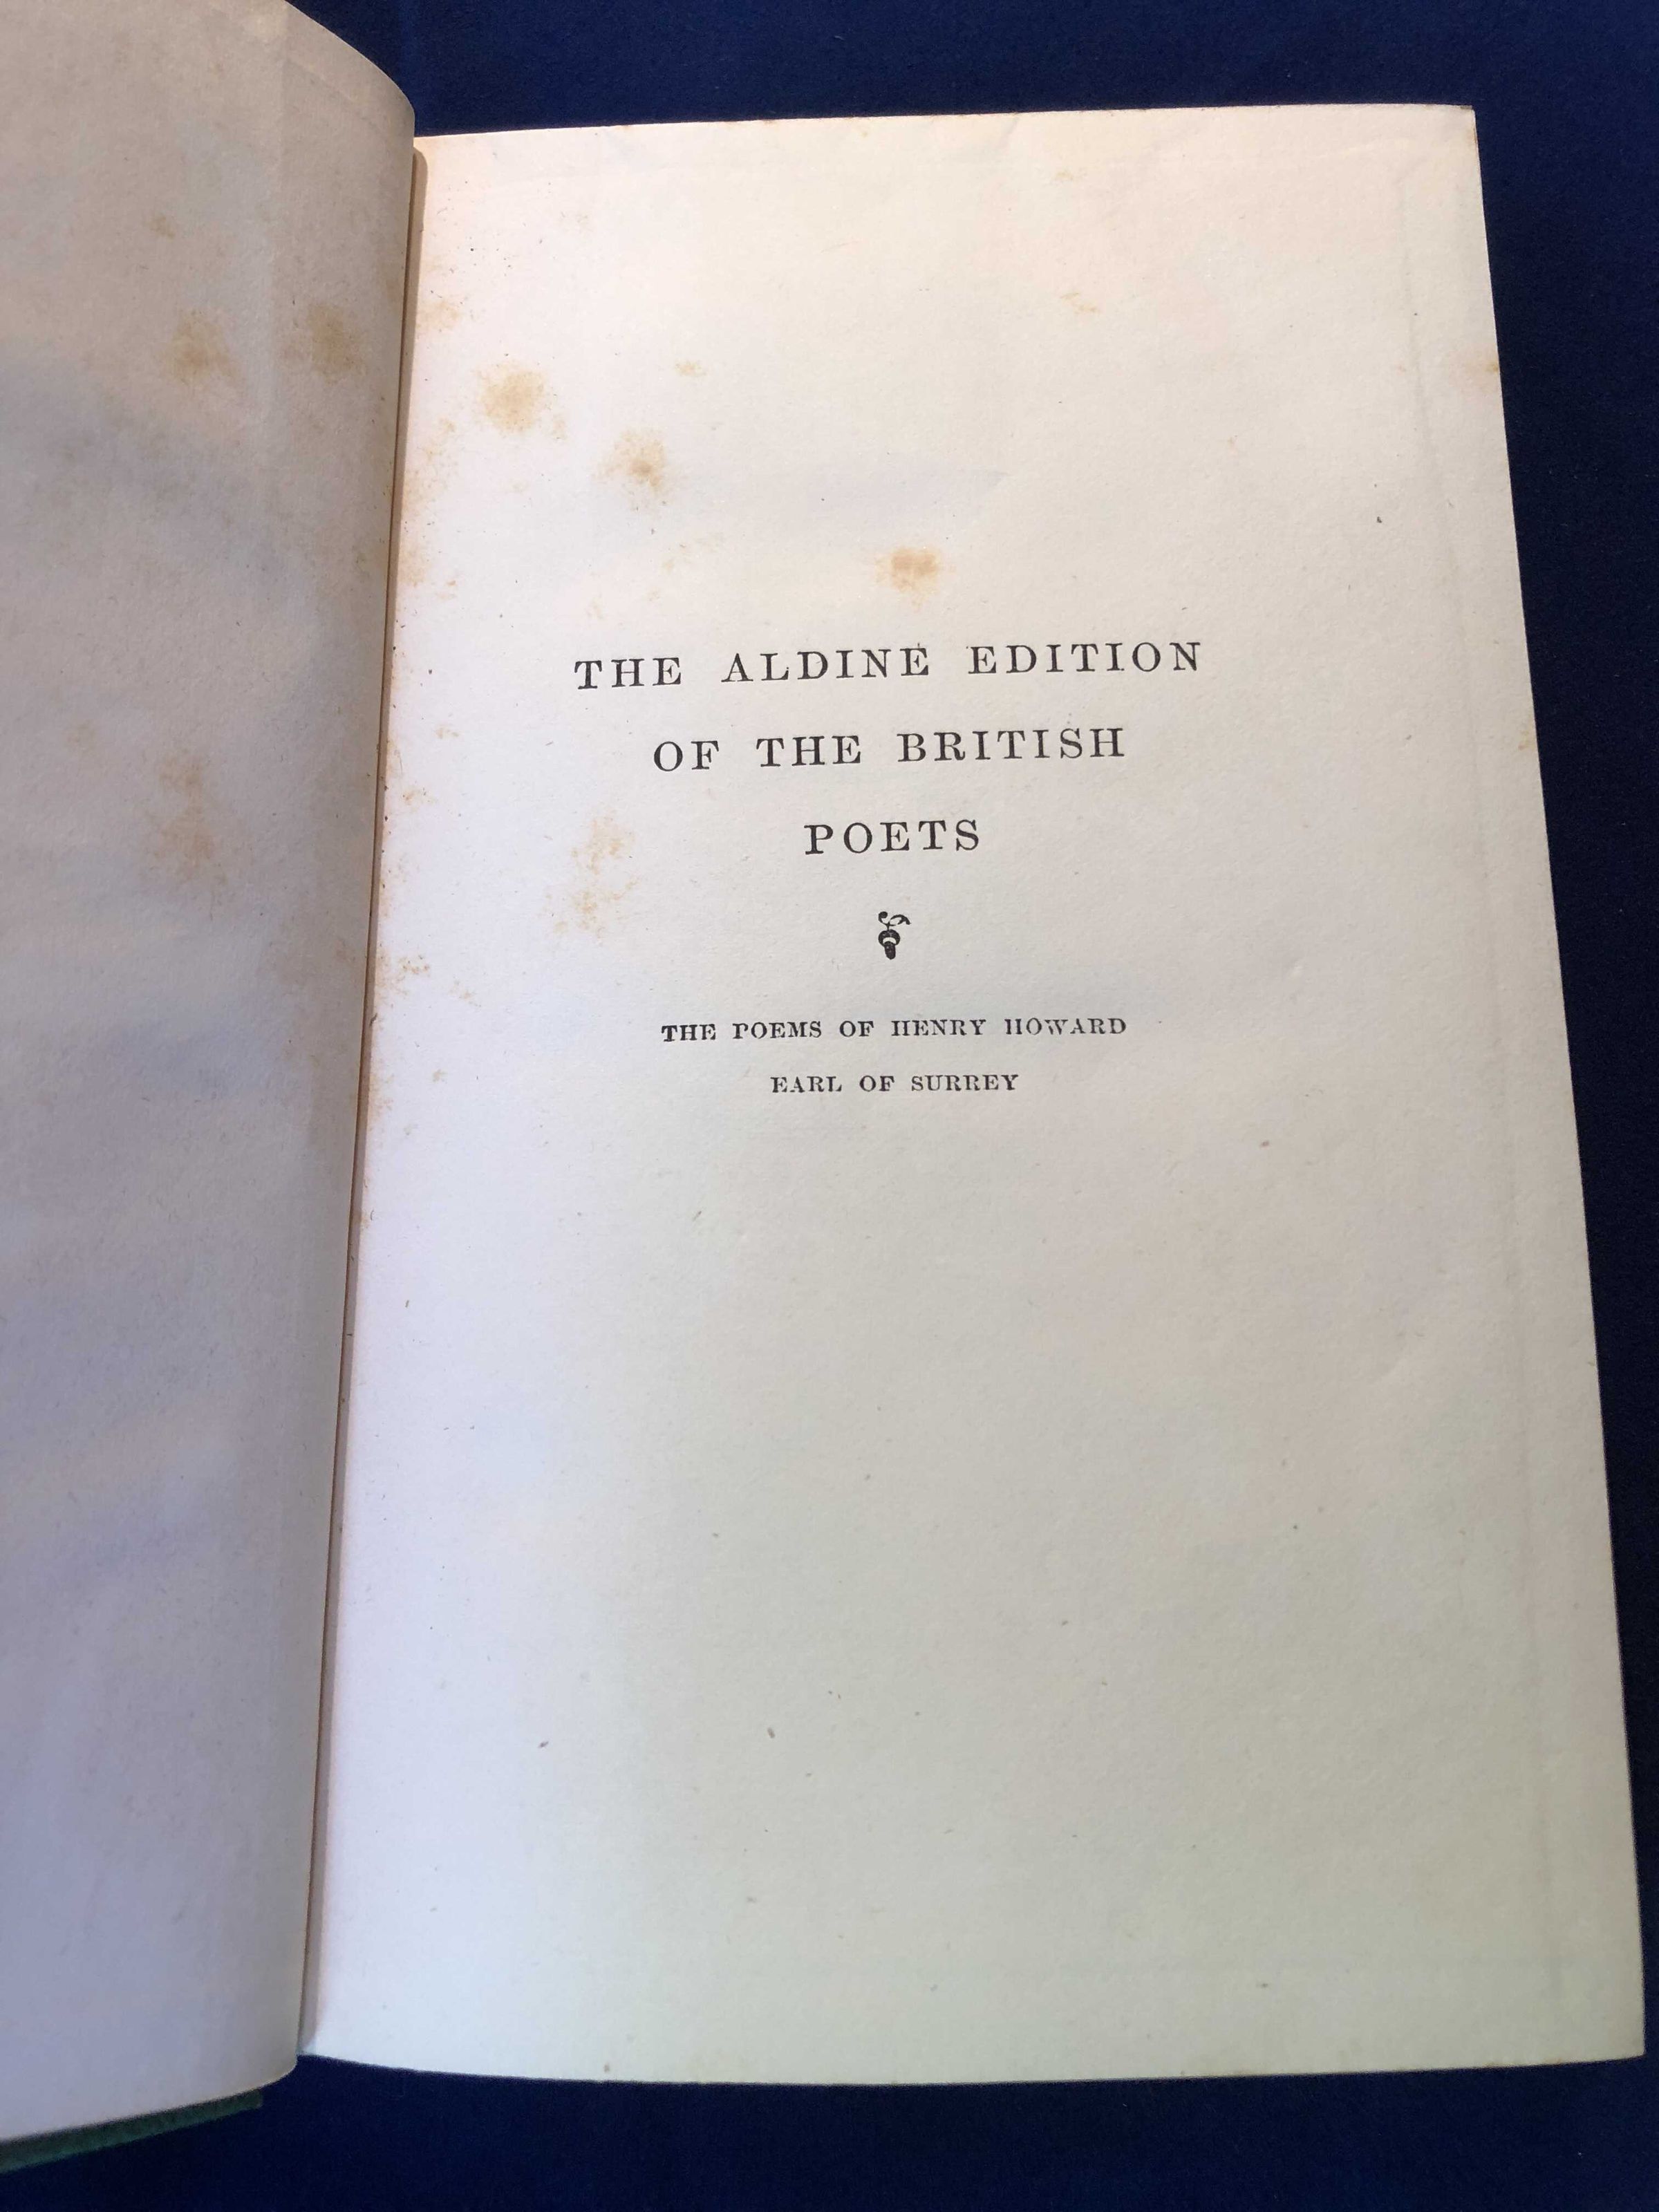 THE ALDINE EDITION
OF THE BRITISH
POETS
THE POEMS OF HENRY HOWARD
EARL OF SURREY